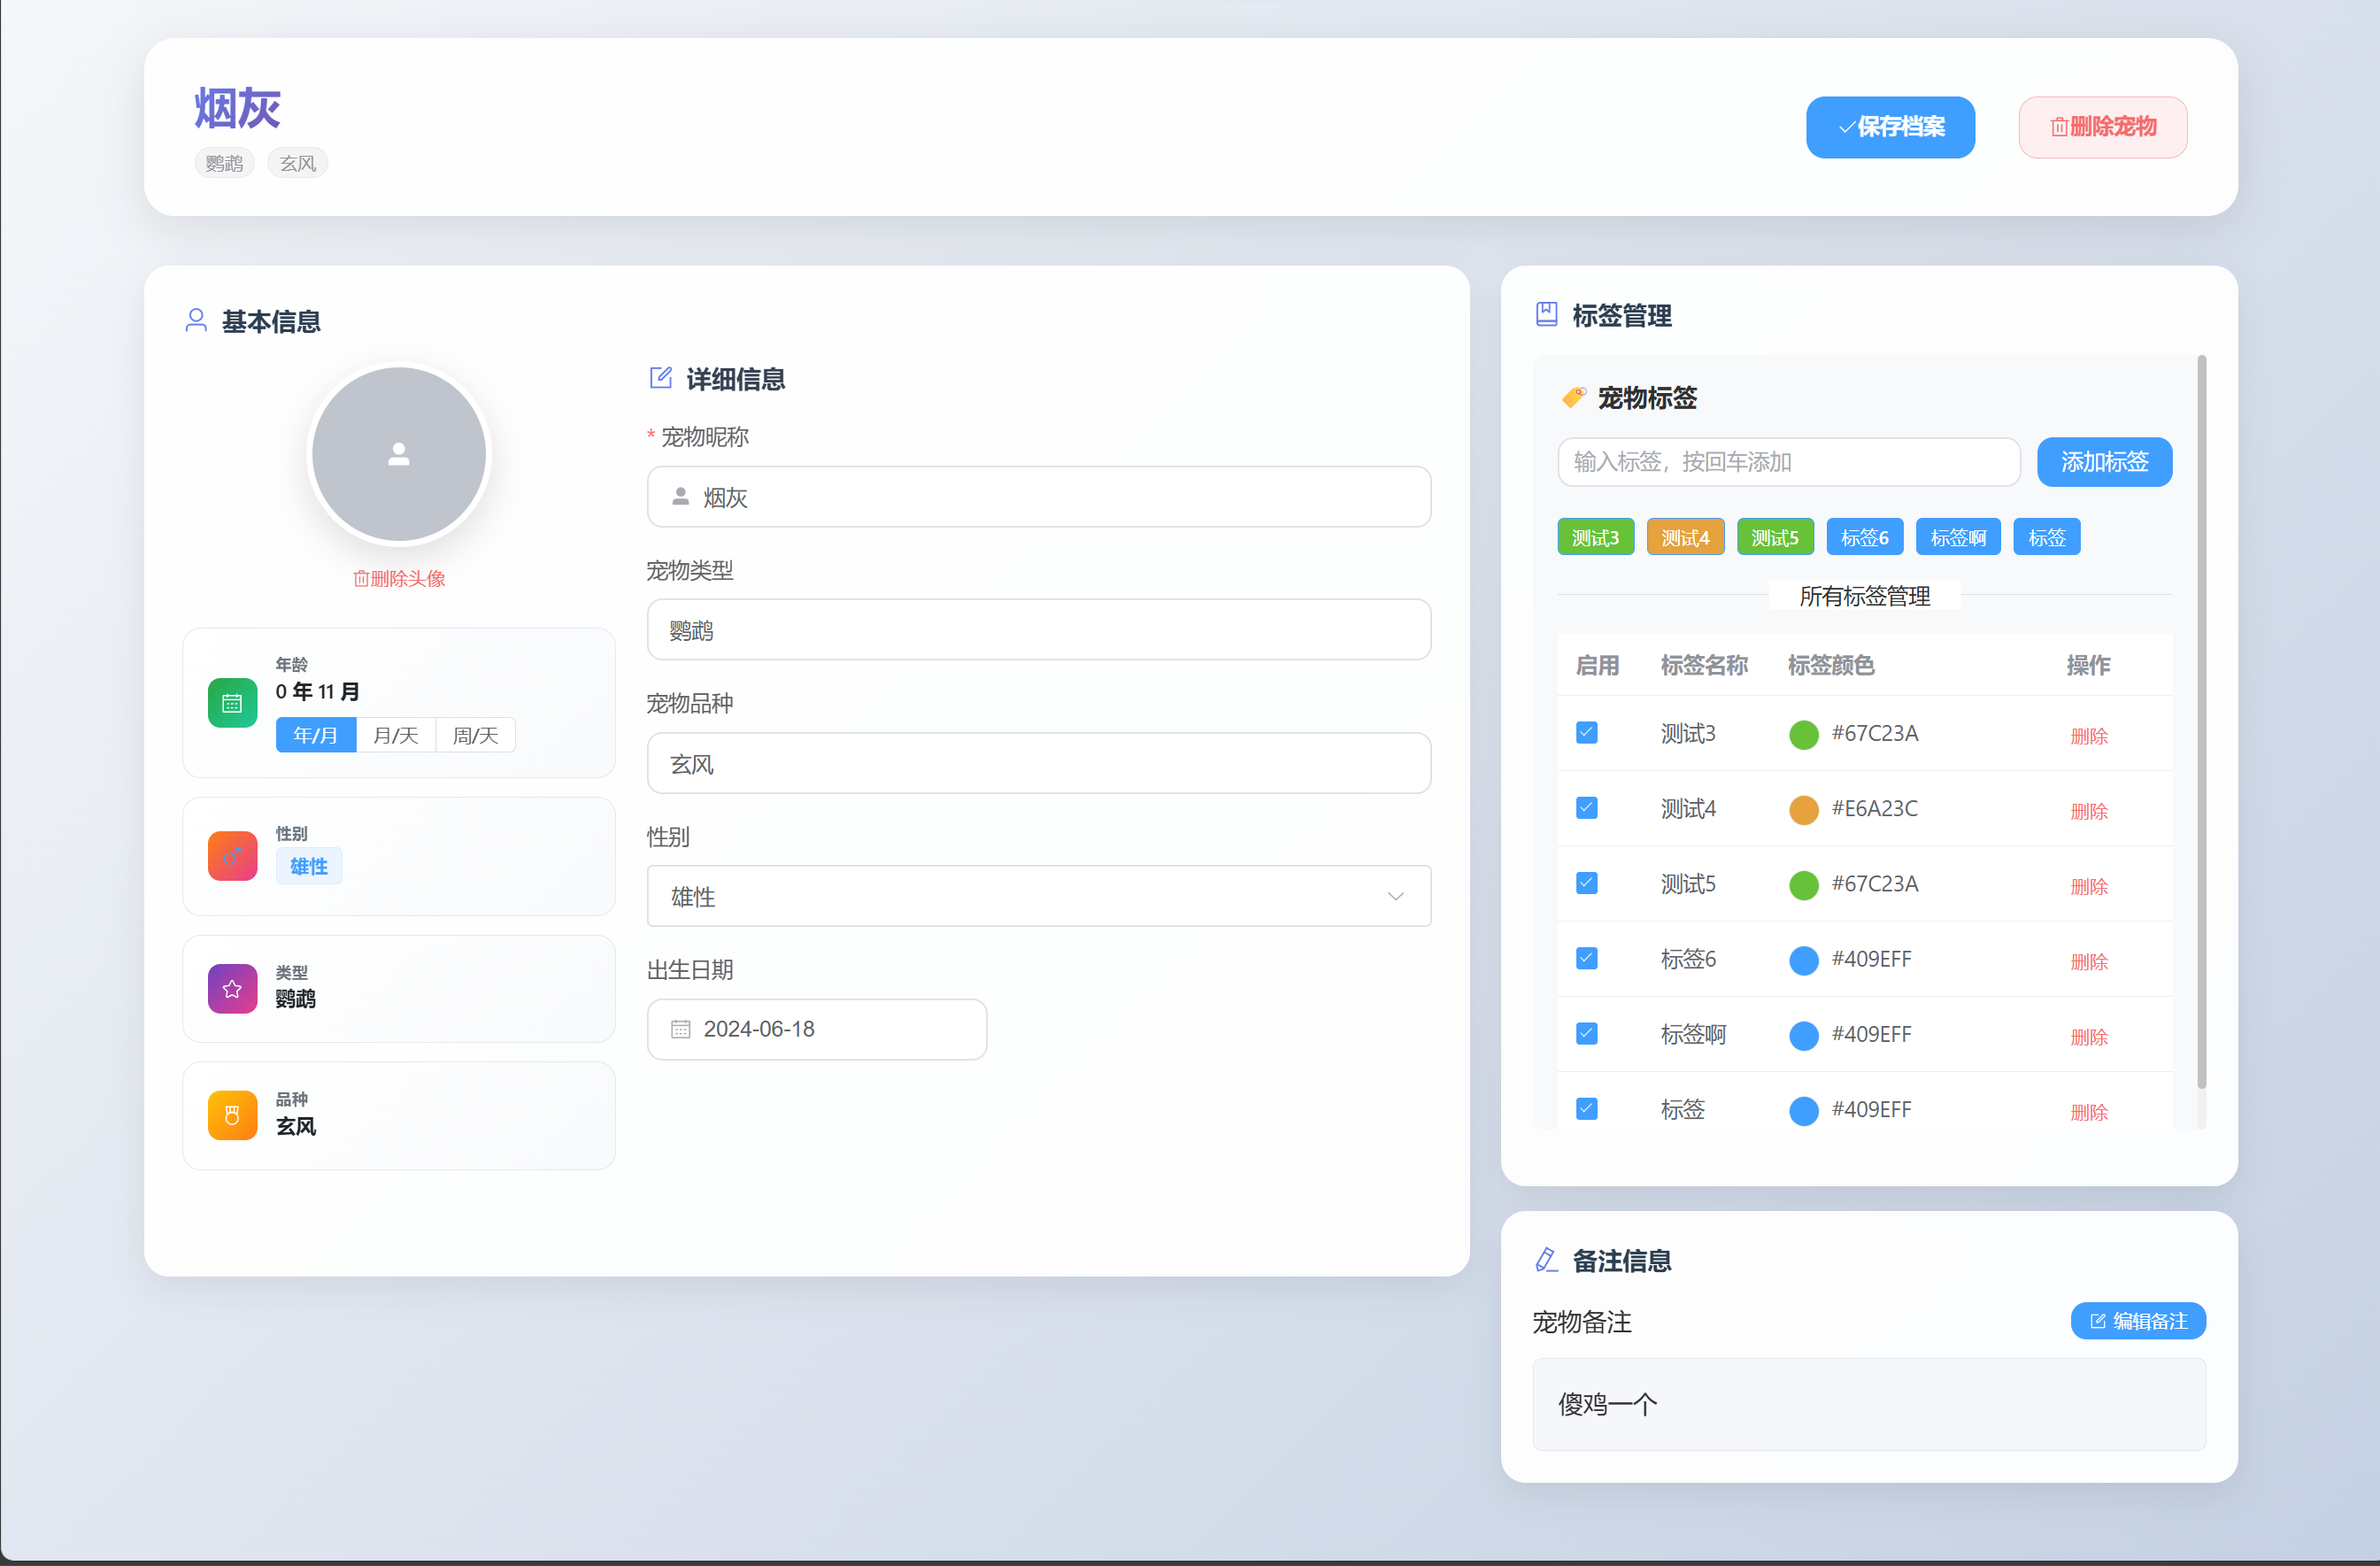 烟灰
鹦鹉 玄风
保存档案 删除宠物
基本信息
删除头像
年龄
0 年 11 月
年/月 月/天 周/天
性别
雄性
类型
鹦鹉
品种
玄风
详细信息
* 宠物昵称
烟灰
宠物类型
鹦鹉
宠物品种
玄风
性别
雄性
出生日期
2024-06-18
标签管理
宠物标签
输入标签，按回车添加 添加标签
测试3 测试4 测试5 标签6 标签啊 标签
所有标签管理
启用 标签名称 标签颜色 操作
测试3 #67C23A 删除
测试4 #E6A23C 删除
测试5 #67C23A 删除
标签6 #409EFF 删除
标签啊 #409EFF 删除
标签 #409EFF 删除
备注信息
宠物备注 编辑备注
傻鸡一个